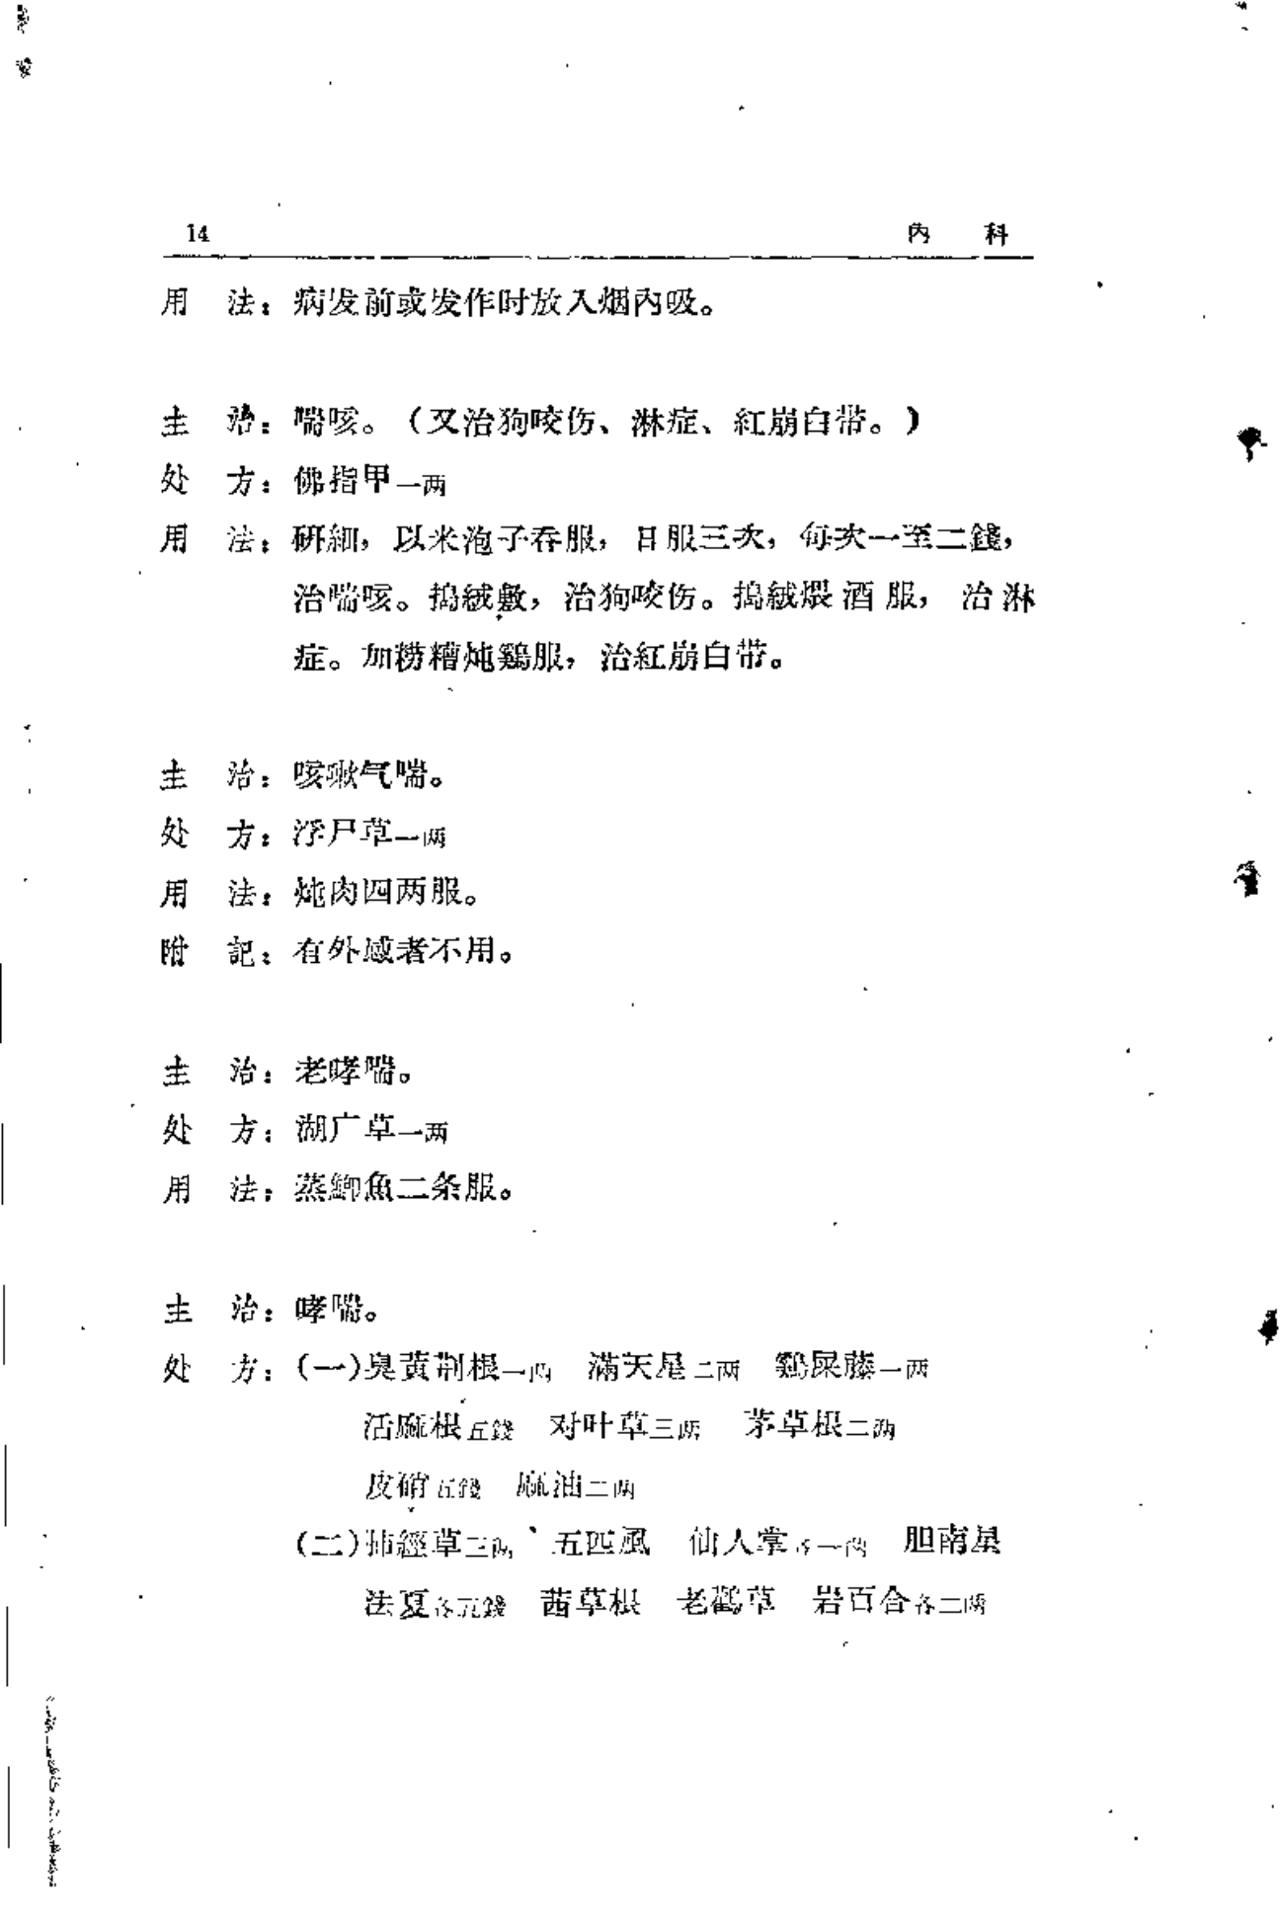 14 内 科
用 法：病发前或发作时放入烟內吸。
主 治：喘咳。（又治狗咬伤、淋症、紅崩白带。）
处 方：佛指甲一两
用 法：研細，以米泡子吞服，日服三次，每次一至二錢，
治喘咳。搗絨敷，治狗咬伤。搗絨煨酒服，治淋
症。加醪糟炖鷄服，治紅崩白带。
主 治：咳嗽气喘。
处 方：浮尸草一两
用 法：炖肉四两服。
附 記：有外感者不用。
主 治：老哮喘。
处 方：湖广草一两
用 法：蒸鯽魚二条服。
主 治：哮喘。
处 方：(一)臭黄荆根一两 滿天星二两 鷄屎藤一两
活麻根五錢 对叶草三两 茅草根二两
皮硝五錢 麻油二两
(二)肺經草三两 五匹風 仙人掌各一两 胆南星
法夏各五錢 茜草根 老鸛草 岩百合各二两